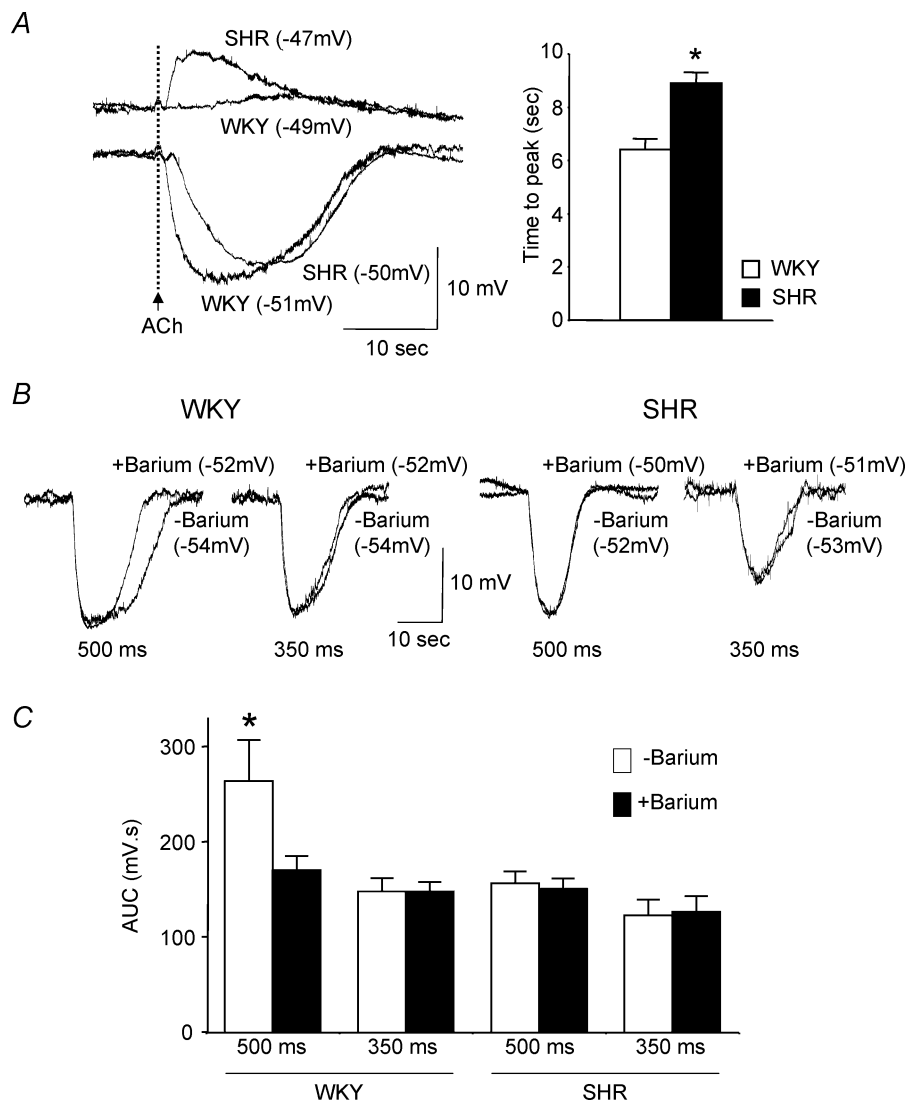 A
SHR (-47mV)
WKY (-49mV)
SHR (-50mV)
WKY (-51mV)
ACh
10 mV
10 sec
Time to peak (sec)
10
8
6
4
2
0
*
WKY
SHR
B
WKY
SHR
+Barium (-52mV)
-Barium
(-54mV)
500 ms
+Barium (-52mV)
-Barium
(-54mV)
350 ms
10 mV
10 sec
+Barium (-50mV)
-Barium
(-52mV)
500 ms
+Barium (-51mV)
-Barium
(-53mV)
350 ms
C
AUC (mV.s)
300
200
100
0
*
-Barium
+Barium
500 ms
350 ms
500 ms
350 ms
WKY
SHR